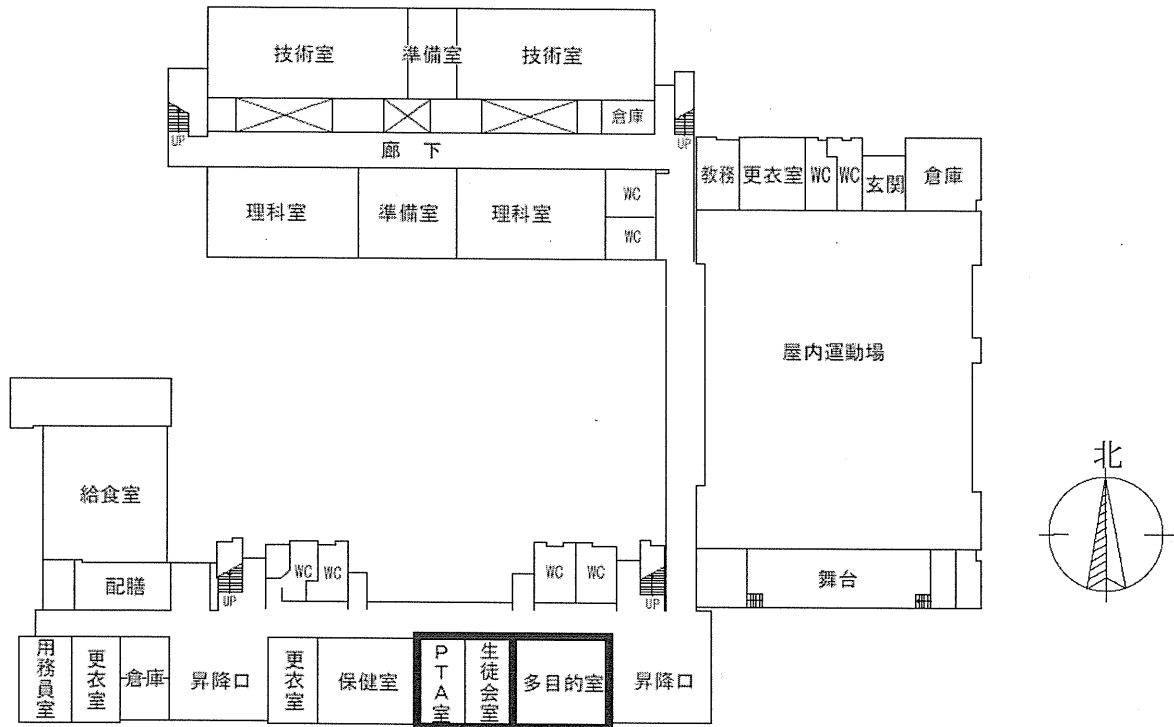 技術室
準備室
技術室
倉庫
UP
UP
廊 下
理科室
準備室
理科室
WC
WC
教務
更衣室
WC
WC
玄関
倉庫
屋内運動場
北
給食室
配膳
UP
WC
WC
WC
WC
UP
舞台
用務員室
更衣室
倉庫
昇降口
更衣室
保健室
PTA室
生徒会室
多目的室
昇降口